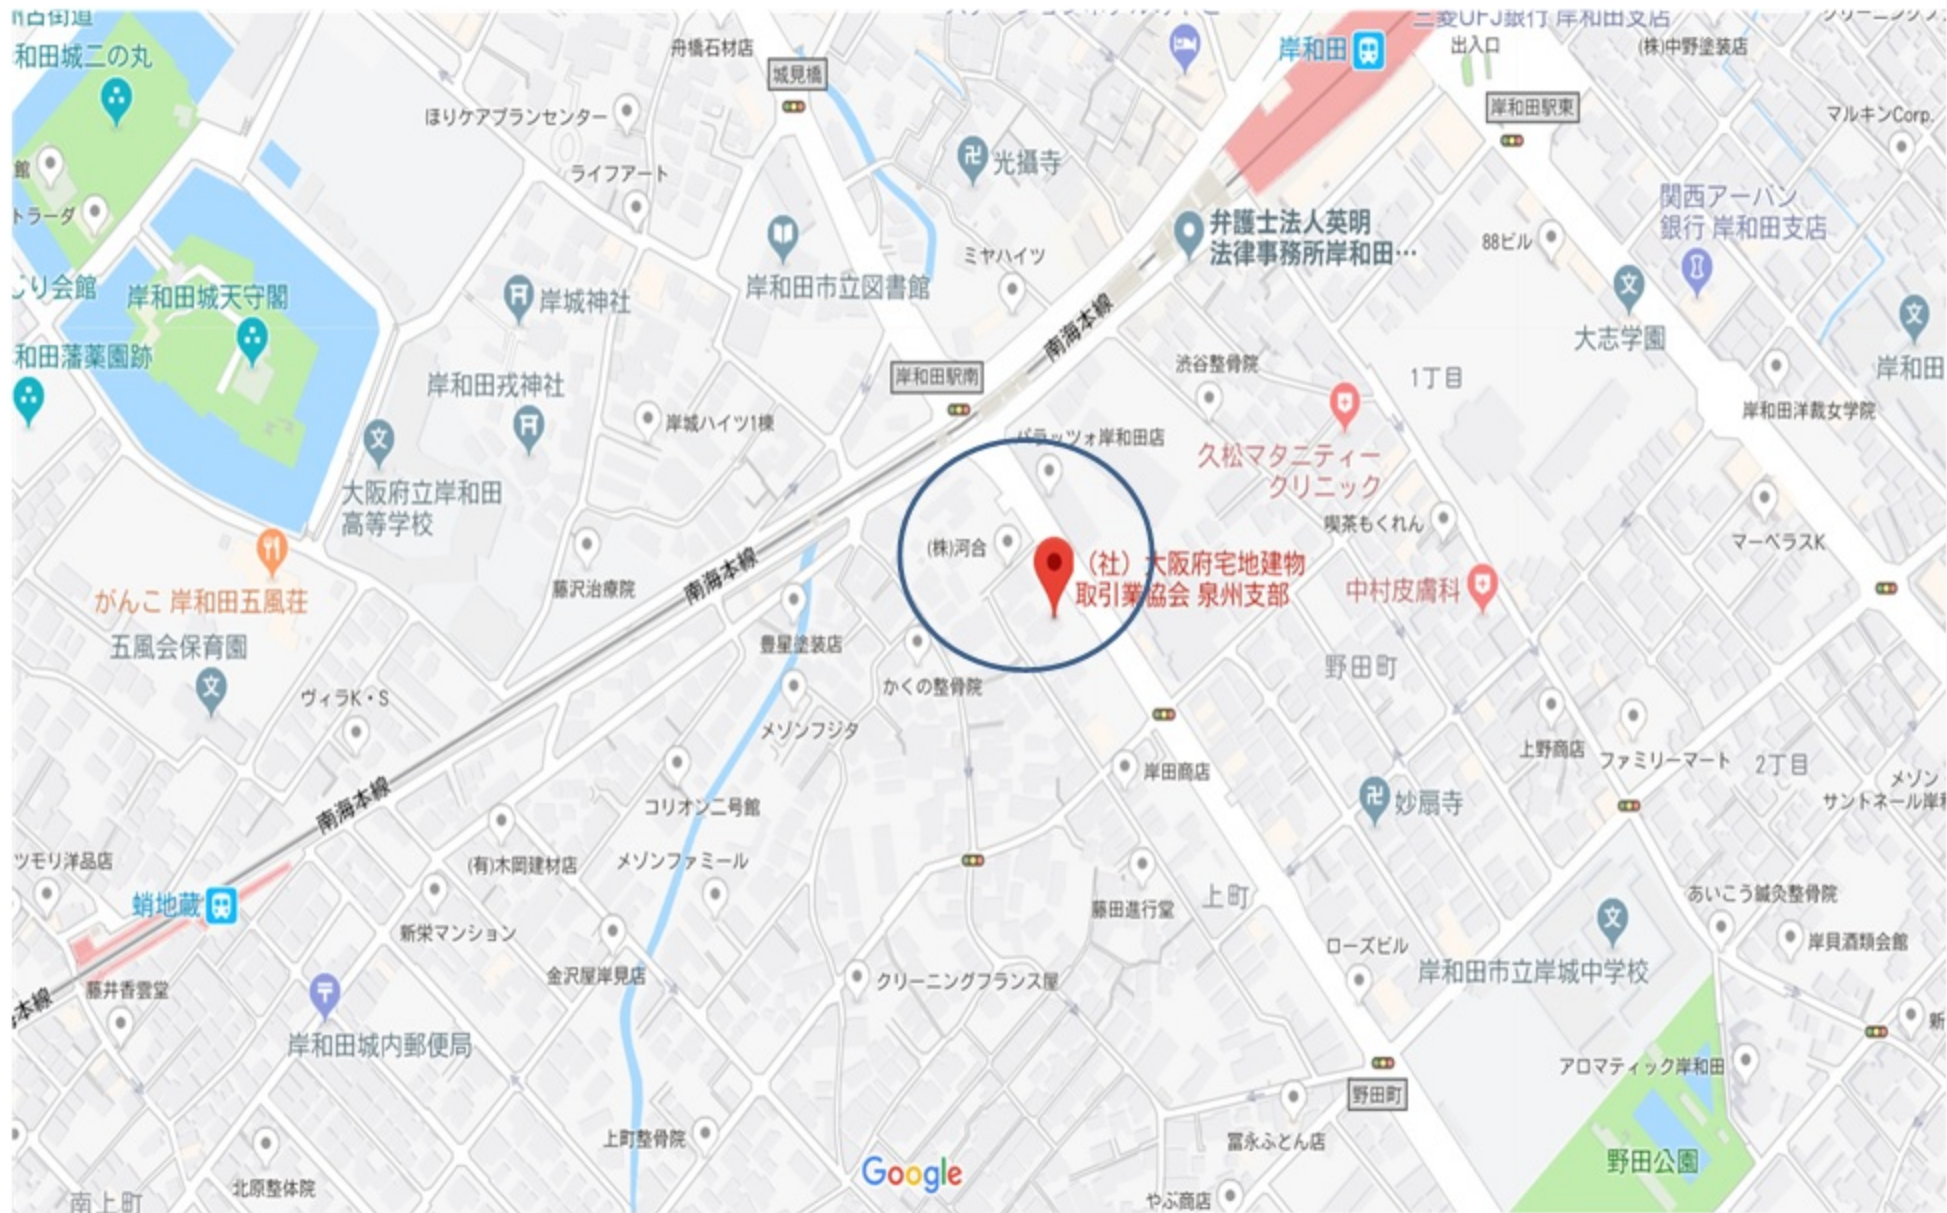 和田城二の丸
舟橋石材店
城見橋
岸和田
三菱UFJ銀行 岸和田支店
出入口
(株)中野塗装店
岸和田駅東
マルキンCorp.
ほりケアプランセンター
ライフアート
光攝寺
館
トラーダ
関西アーバン
銀行 岸和田支店
弁護士法人英明
法律事務所岸和田…
88ビル
ミヤハイツ
岸和田市立図書館
じり会館
岸和田城天守閣
岸城神社
南海本線
大志学園
和田藩薬園跡
岸和田戎神社
岸和田駅南
渋谷整骨院
1丁目
岸和田
岸城ハイツ1棟
岸和田洋裁女学院
パラッツォ岸和田店
久松マタニティー
クリニック
大阪府立岸和田
高等学校
喫茶もくれん
マーベラスK
(株)河合
(社)大阪府宅地建物
取引業協会 泉州支部
南海本線
藤沢治療院
中村皮膚科
がんこ 岸和田五風荘
五風会保育園
豊星塗装店
かくの整骨院
野田町
ヴィラK・S
メゾンフジタ
上野商店
ファミリーマート
2丁目
岸田商店
メゾン
サントネール岸和
南海本線
コリオン二号館
妙扇寺
ツモリ洋品店
(有)木岡建材店
メゾンファミール
蛸地蔵
上町
藤田進行堂
あいこう鍼灸整骨院
新栄マンション
ローズビル
岸貝酒類会館
金沢屋岸見店
クリーニングフランス屋
岸和田市立岸城中学校
本線
藤井香雲堂
新
岸和田城内郵便局
アロマティック岸和田
野田町
上町整骨院
冨永ふとん店
野田公園
Google
北原整体院
やぶ商店
南上町